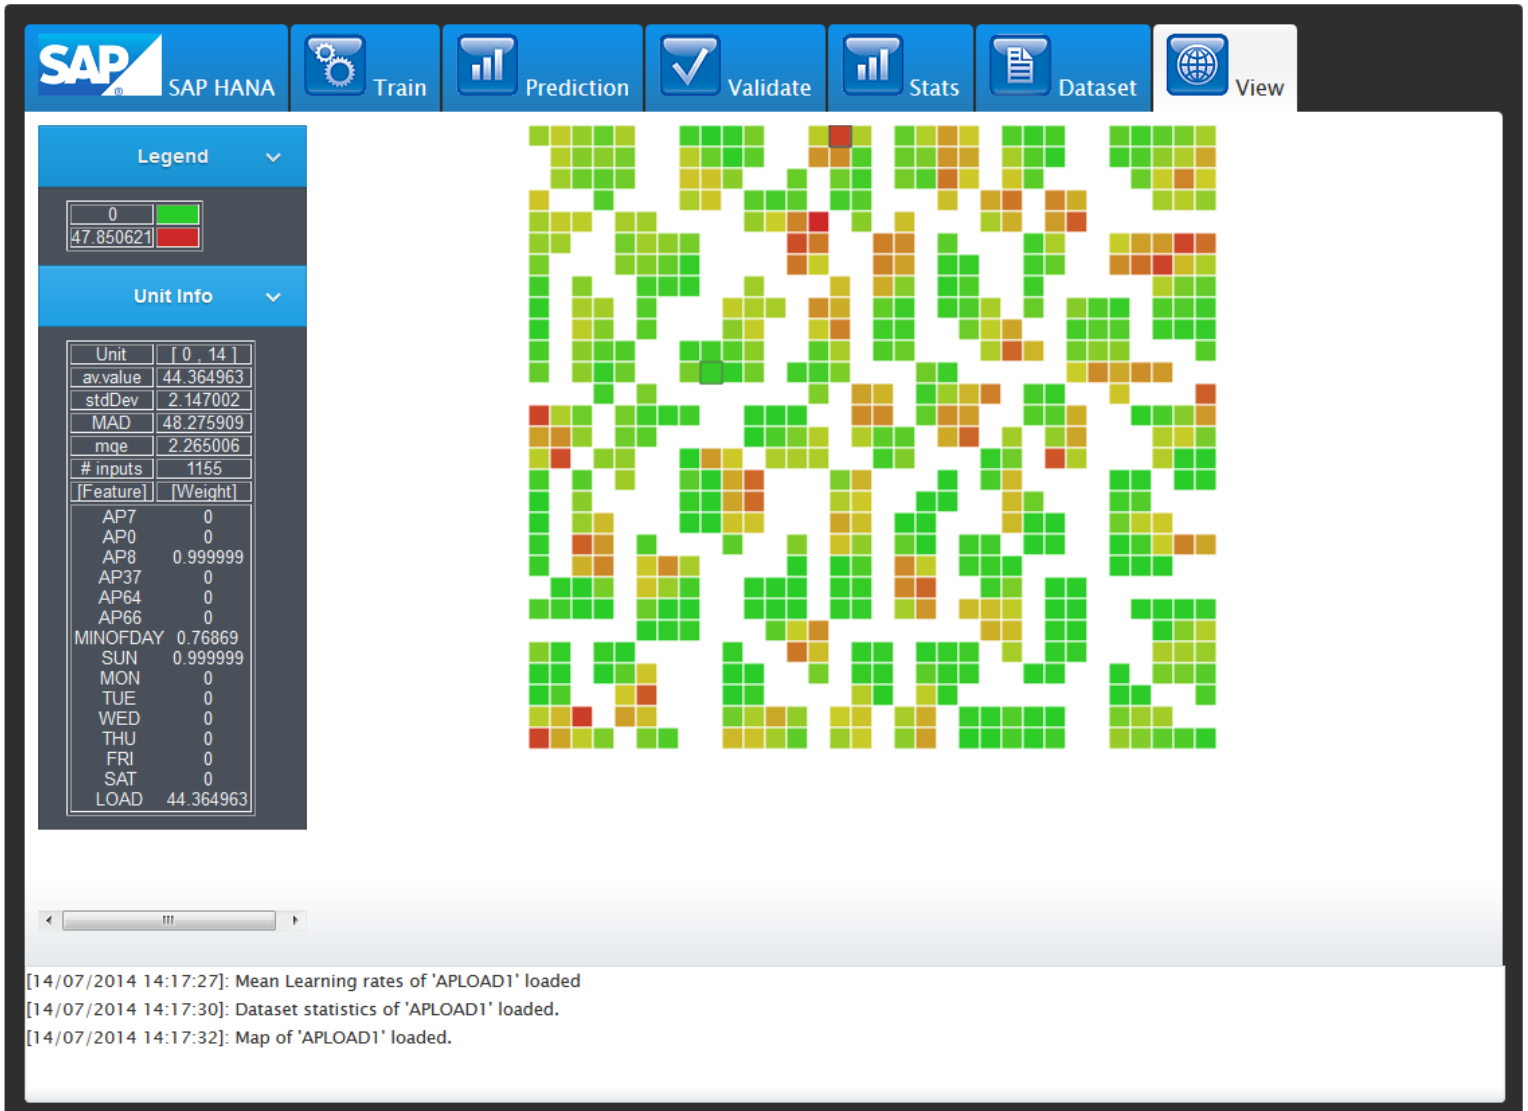 SAP ® SAP HANA Train Prediction Validate Stats Dataset View
Legend
0
47.850621
Unit Info
Unit [ 0 , 14 ]
av.value 44.364963
stdDev 2.147002
MAD 48.275909
mqe 2.265006
# inputs 1155
[Feature] [Weight]
AP7 0
AP0 0
AP8 0.999999
AP37 0
AP64 0
AP66 0
MINOFDAY 0.76869
SUN 0.999999
MON 0
TUE 0
WED 0
THU 0
FRI 0
SAT 0
LOAD 44.364963
[14/07/2014 14:17:27]: Mean Learning rates of 'APLOAD1' loaded
[14/07/2014 14:17:30]: Dataset statistics of 'APLOAD1' loaded.
[14/07/2014 14:17:32]: Map of 'APLOAD1' loaded.